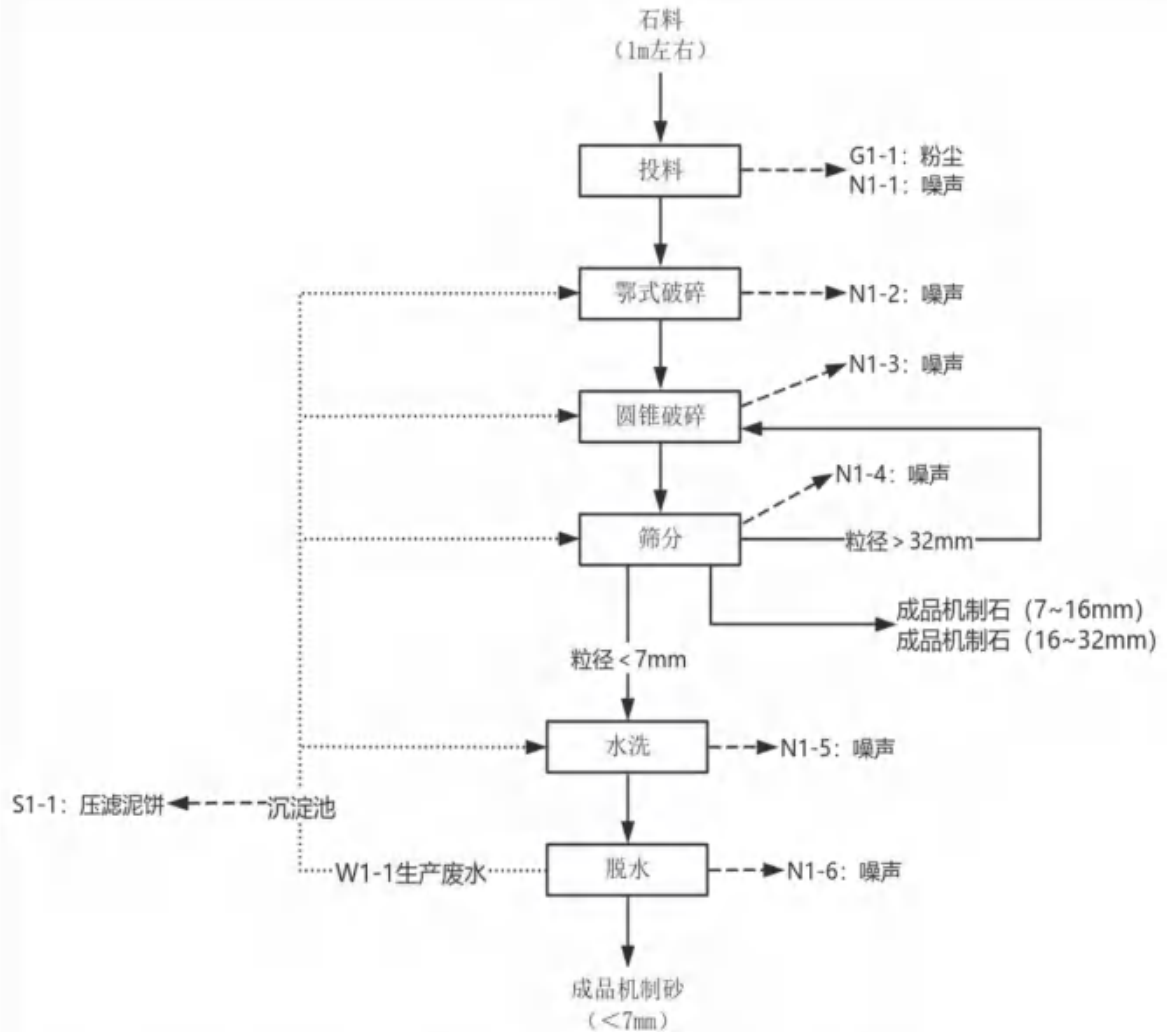 石料
（1m左右）
投料
G1-1：粉尘
N1-1：噪声
鄂式破碎
N1-2：噪声
圆锥破碎
N1-3：噪声
筛分
N1-4：噪声
粒径＞32mm
成品机制石（7~16mm）
成品机制石（16~32mm）
粒径＜7mm
水洗
N1-5：噪声
S1-1：压滤泥饼
沉淀池
W1-1生产废水
脱水
N1-6：噪声
成品机制砂
（＜7mm）